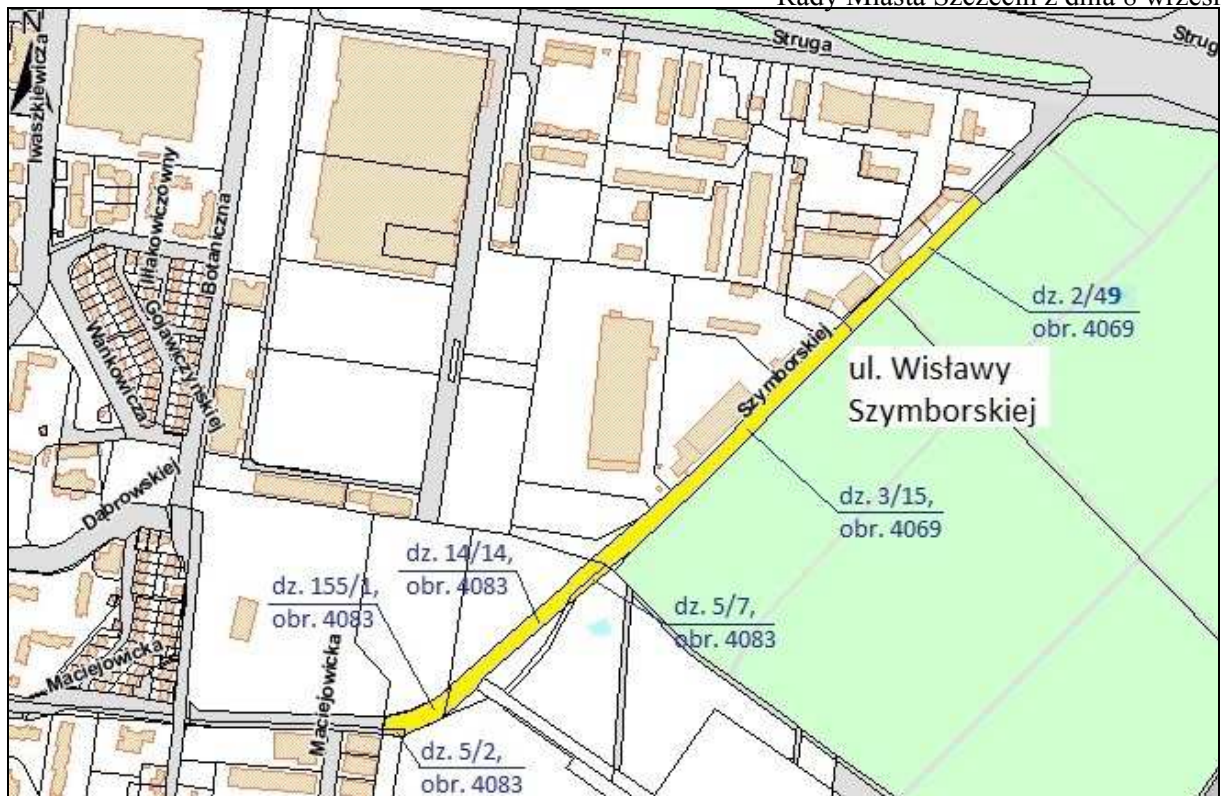 Rady Miasta Szczecin z dnia 8 wrześ
N
Struga
Strug
Iwaszkiewicza
Iłłakowiczówny
Botaniczna
Gojawiczyńskiej
Wańkowicza
dz. 2/49
obr. 4069
ul. Wisławy
Szymborskiej
Szymborskiej
dz. 3/15,
obr. 4069
Dąbrowskiej
dz. 14/14,
obr. 4083
dz. 155/1,
obr. 4083
dz. 5/7,
obr. 4083
Maciejowicka
Maciejowicka
dz. 5/2,
obr. 4083